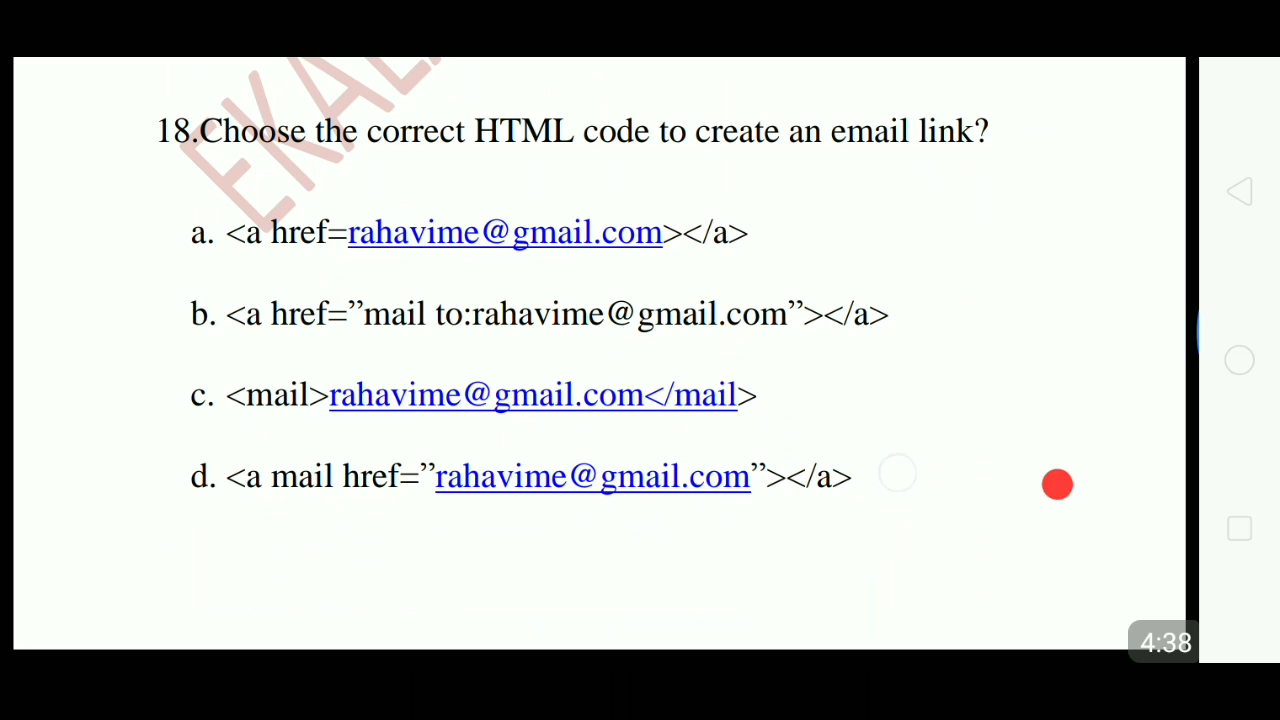 EKAL
18.Choose the correct HTML code to create an email link?
a. <a href=rahavime@gmail.com></a>
b. <a href=”mail to:rahavime@gmail.com”></a>
c. <mail>rahavime@gmail.com</mail>
d. <a mail href=”rahavime@gmail.com”></a>
4:38